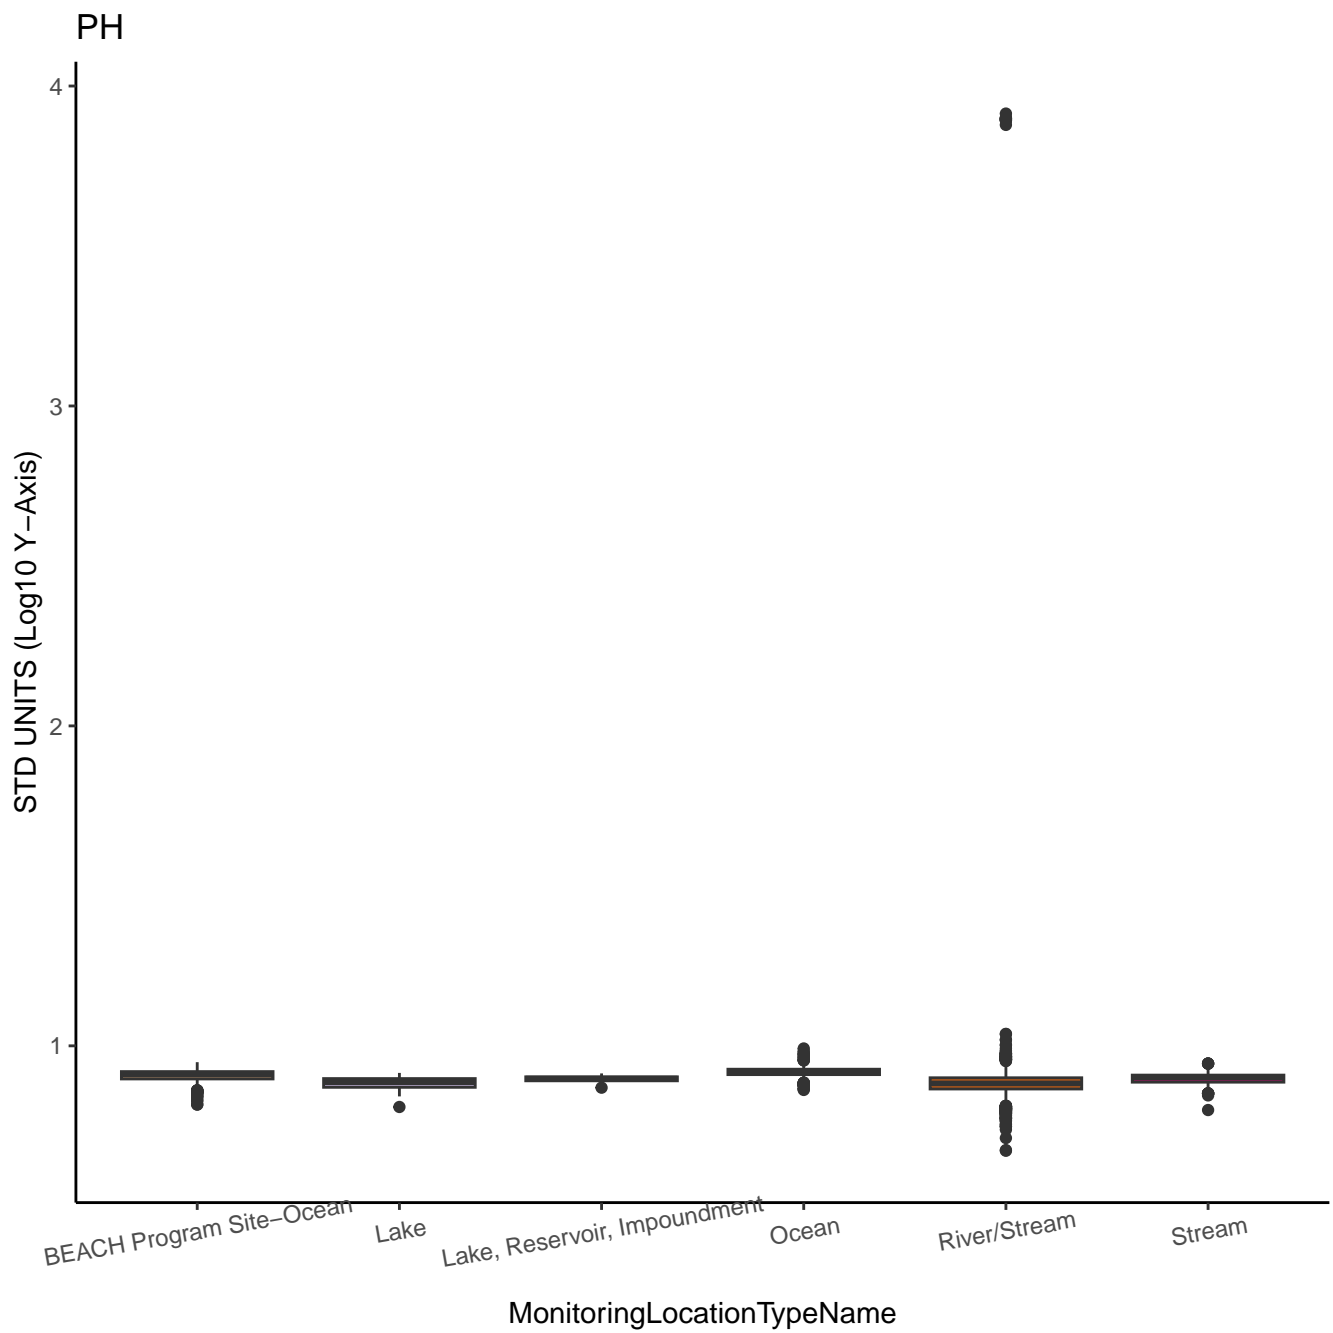 PH
4
3
2
1
STD UNITS (Log10 Y−Axis)
BEACH Program Site−Ocean
Lake
Lake, Reservoir, Impoundment
Ocean
River/Stream
Stream
MonitoringLocationTypeName